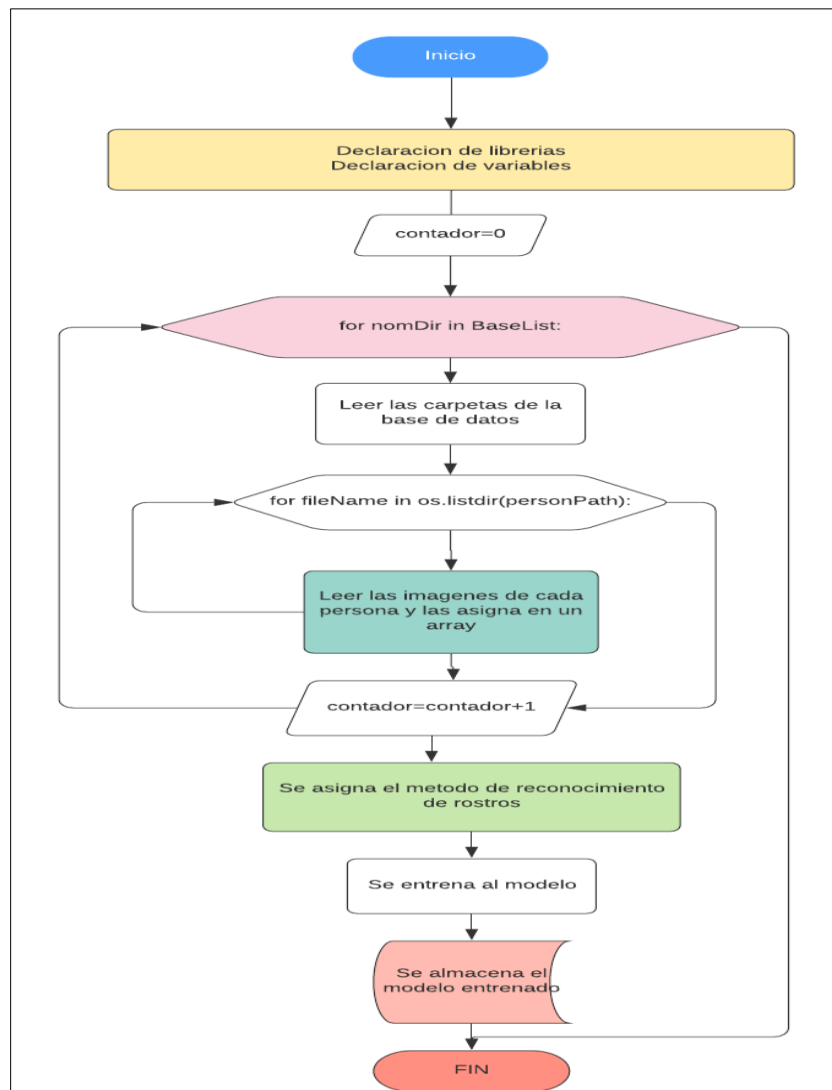 Inicio
Declaracion de librerias
Declaracion de variables
contador=0
for nomDir in BaseList:
Leer las carpetas de la
base de datos
for fileName in os.listdir(personPath):
Leer las imagenes de cada
persona y las asigna en un
array
contador=contador+1
Se asigna el metodo de reconocimiento
de rostros
Se entrena al modelo
Se almacena el
modelo entrenado
FIN